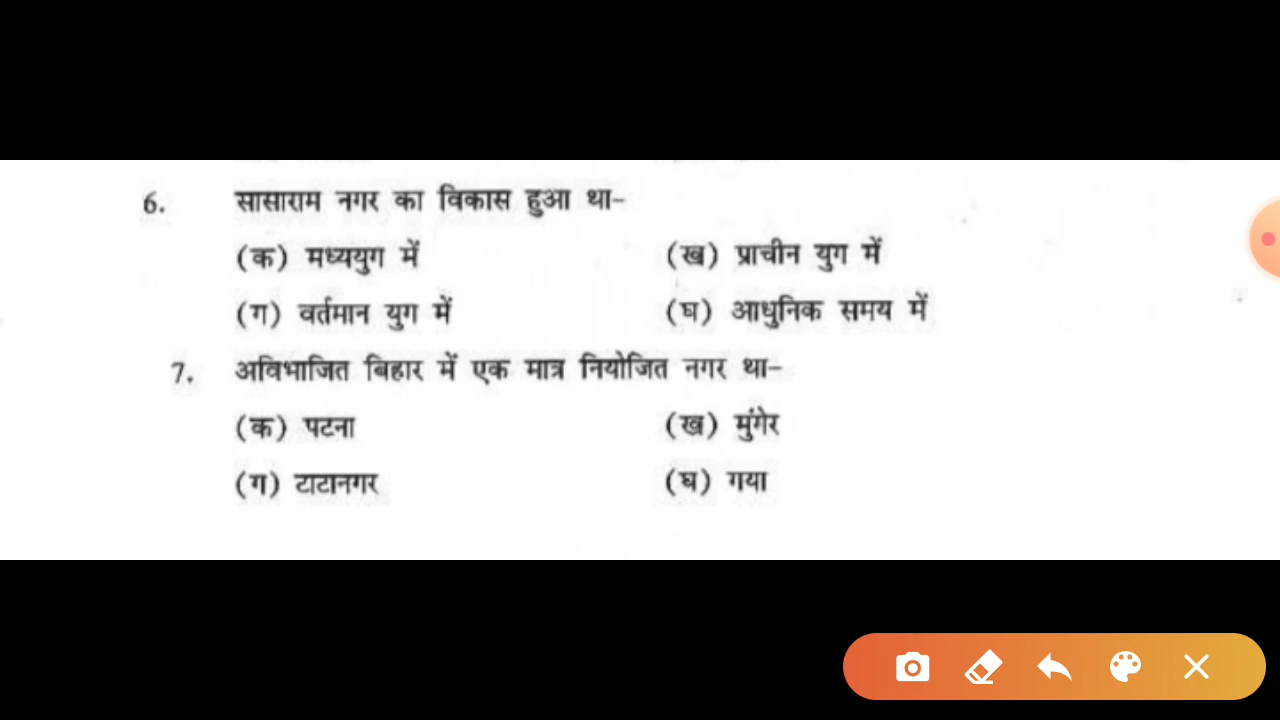 6. सासाराम नगर का विकास हुआ था-
(क) मध्ययुग में (ख) प्राचीन युग में
(ग) वर्तमान युग में (घ) आधुनिक समय में
7. अविभाजित बिहार में एक मात्र नियोजित नगर था-
(क) पटना (ख) मुंगेर
(ग) टाटानगर (घ) गया